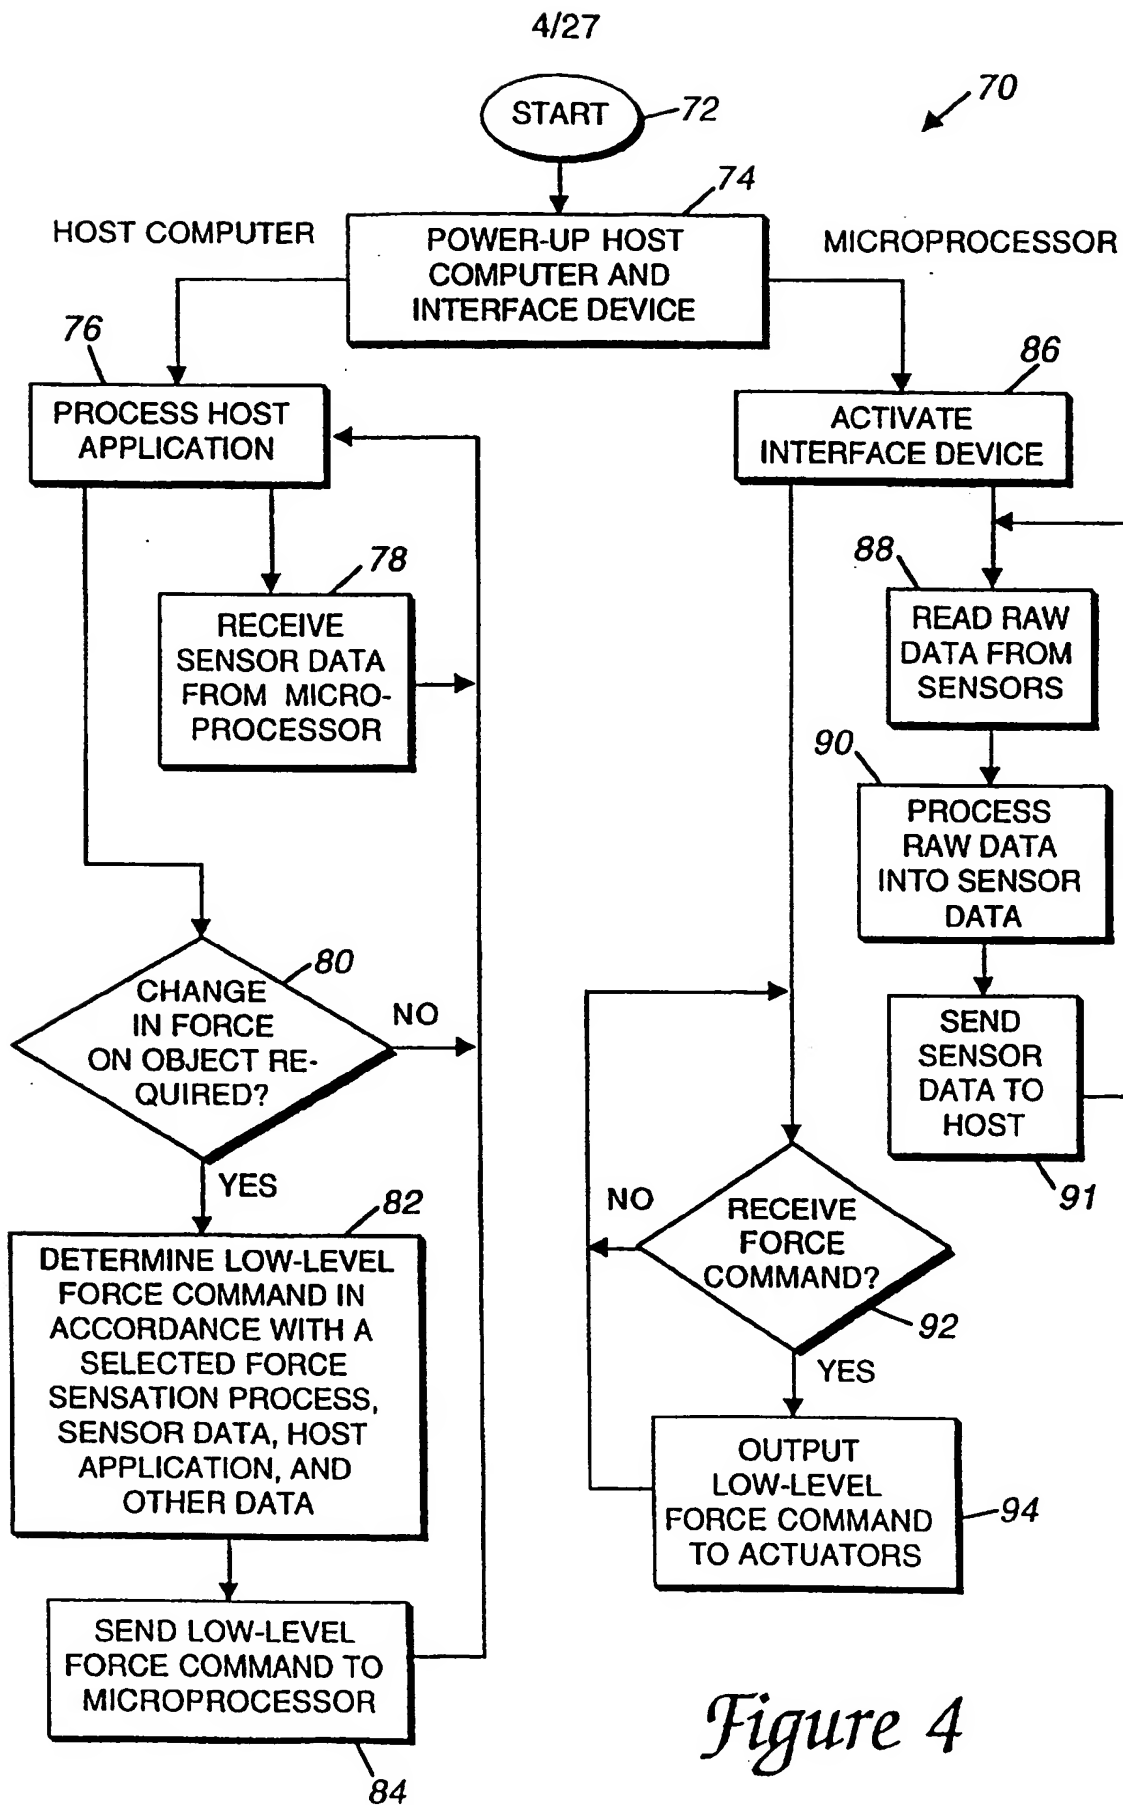 4/27
START
72
70
74
HOST COMPUTER
POWER-UP HOST
COMPUTER AND
INTERFACE DEVICE
MICROPROCESSOR
76
PROCESS HOST
APPLICATION
86
ACTIVATE
INTERFACE DEVICE
78
RECEIVE
SENSOR DATA
FROM MICRO-
PROCESSOR
88
READ RAW
DATA FROM
SENSORS
90
PROCESS
RAW DATA
INTO SENSOR
DATA
80
CHANGE
IN FORCE
ON OBJECT RE-
QUIRED?
NO
YES
SEND
SENSOR
DATA TO
HOST
91
82
DETERMINE LOW-LEVEL
FORCE COMMAND IN
ACCORDANCE WITH A
SELECTED FORCE
SENSATION PROCESS,
SENSOR DATA, HOST
APPLICATION, AND
OTHER DATA
NO
RECEIVE
FORCE
COMMAND?
92
YES
OUTPUT
LOW-LEVEL
FORCE COMMAND
TO ACTUATORS
94
SEND LOW-LEVEL
FORCE COMMAND TO
MICROPROCESSOR
84
Figure 4